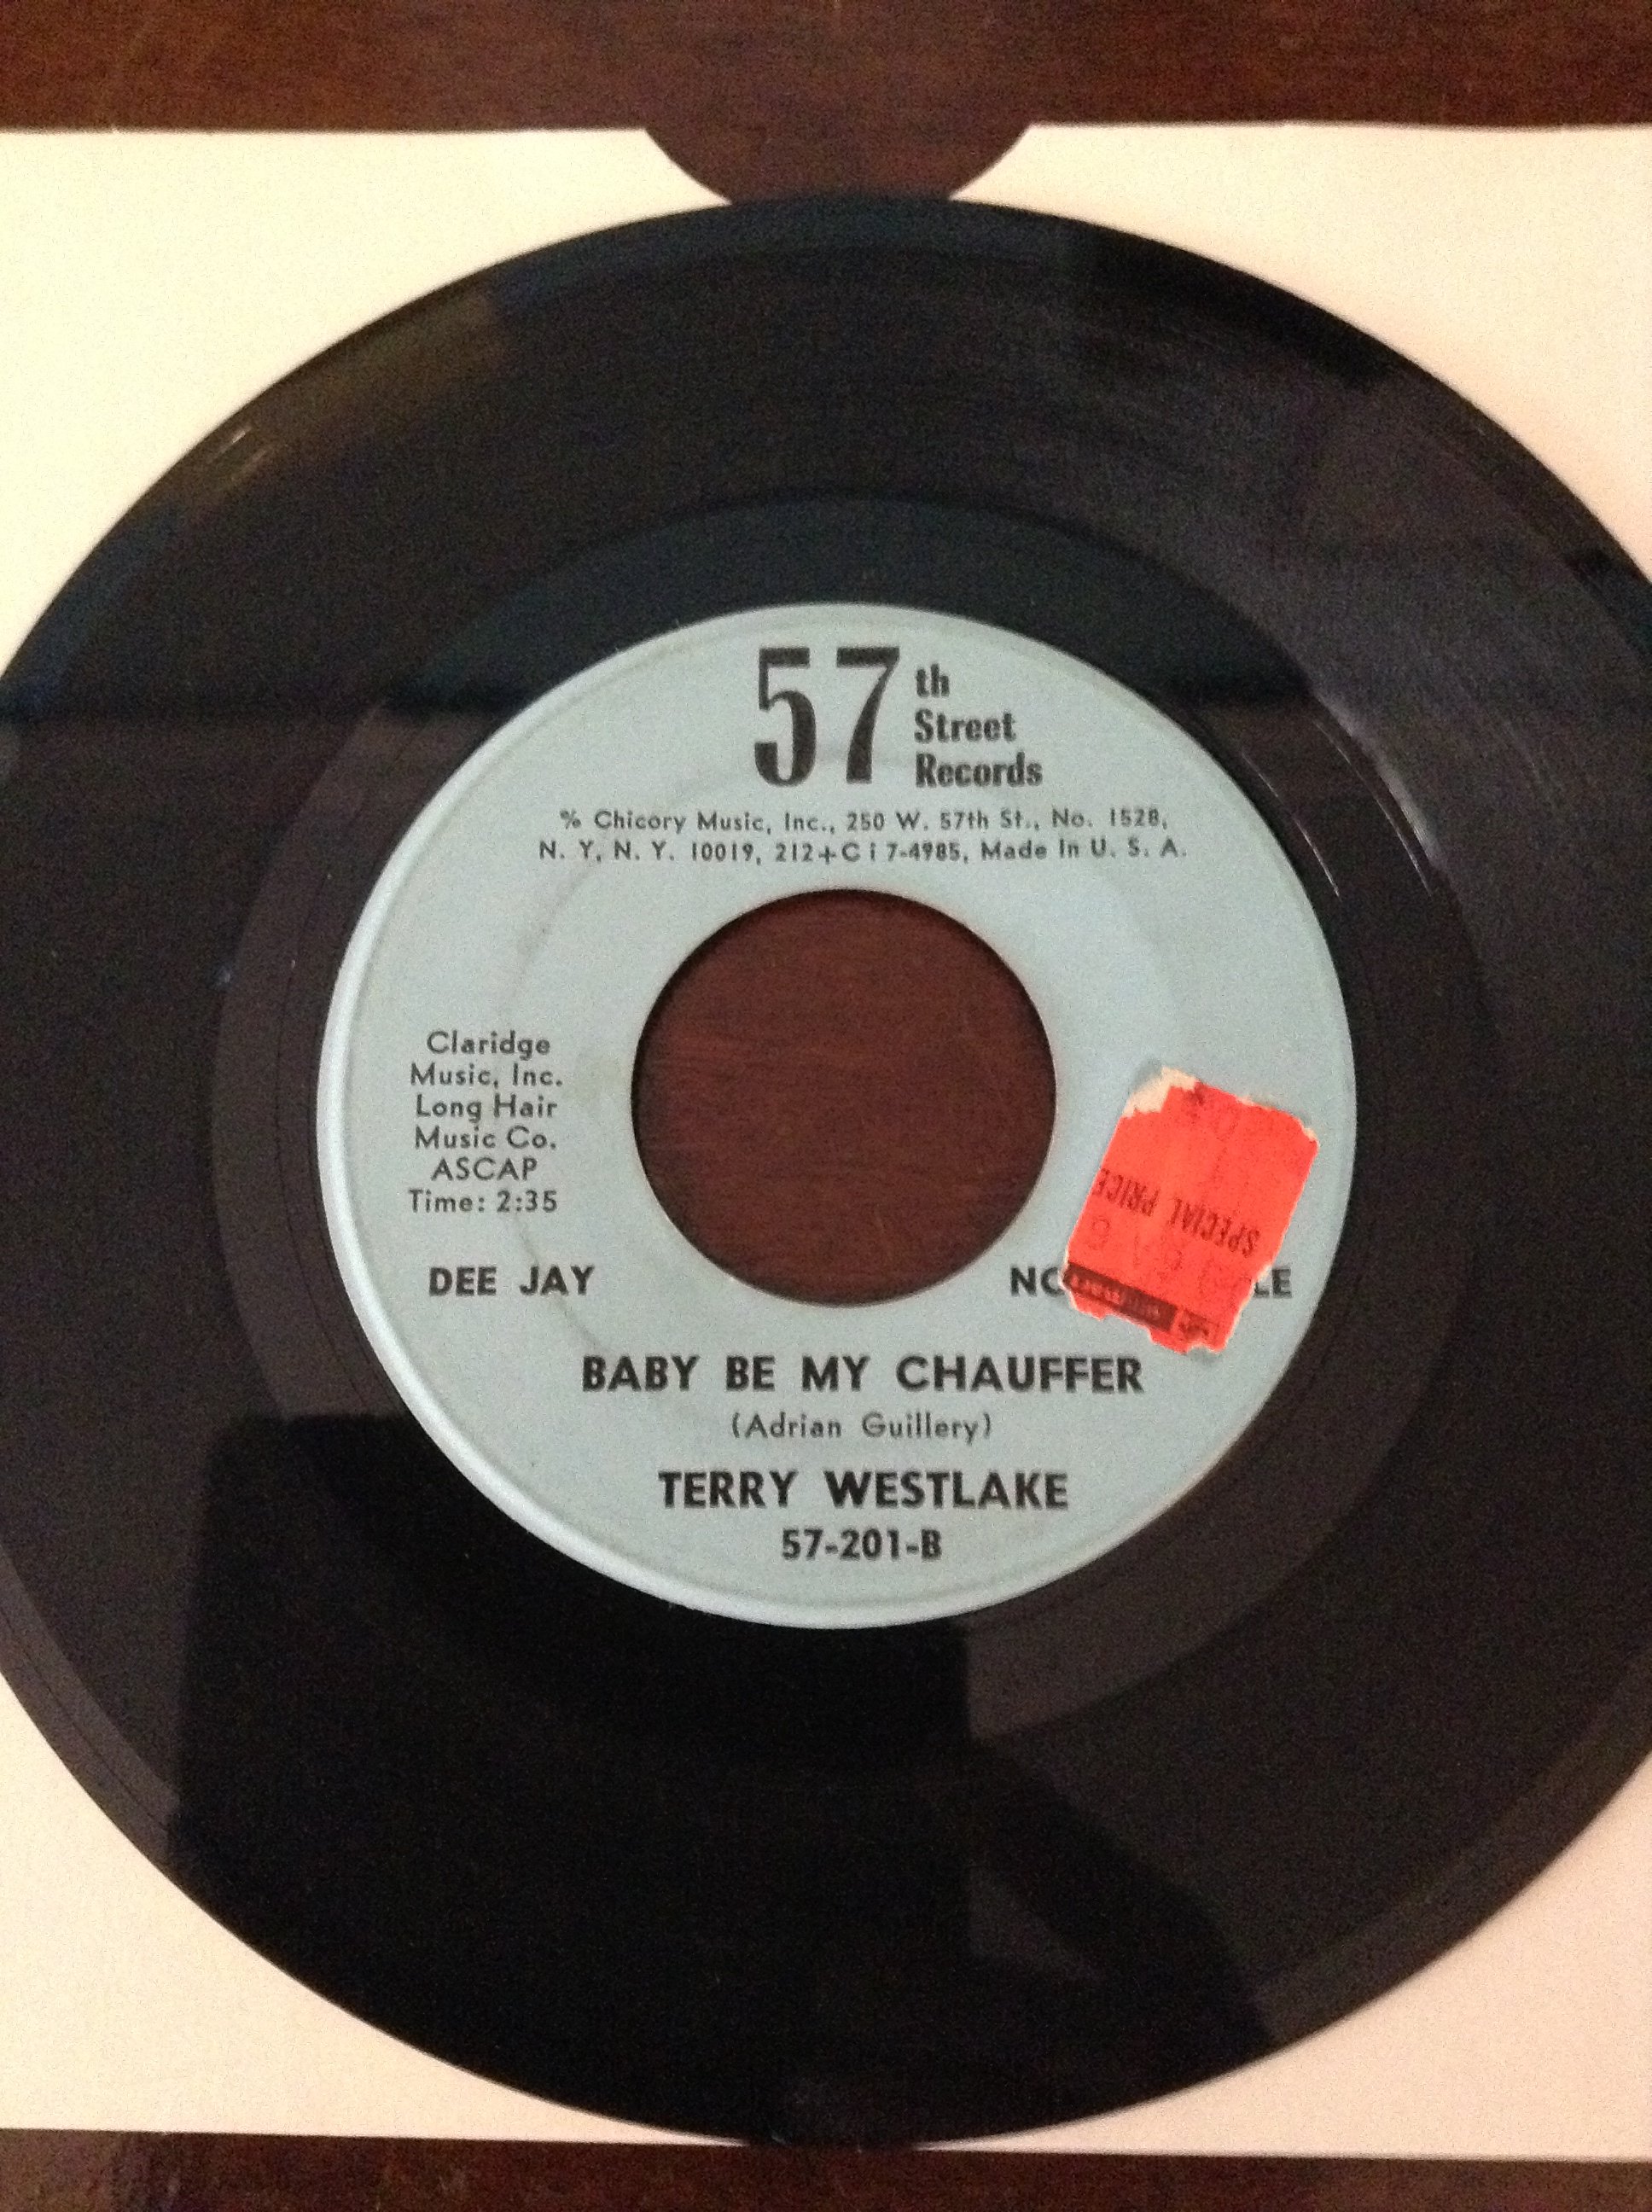 57 th
Street
Records
% Chicory Music, Inc., 250 W. 57th St., No. 1528,
N. Y, N. Y. 10019, 212+Ci 7-4985, Made In U. S. A.
Claridge
Music, Inc.
Long Hair
Music Co.
ASCAP
Time: 2:35
SPECIAL PRICE
DEE JAY
BABY BE MY CHAUFFER
(Adrian Guillery)
TERRY WESTLAKE
57-201-B